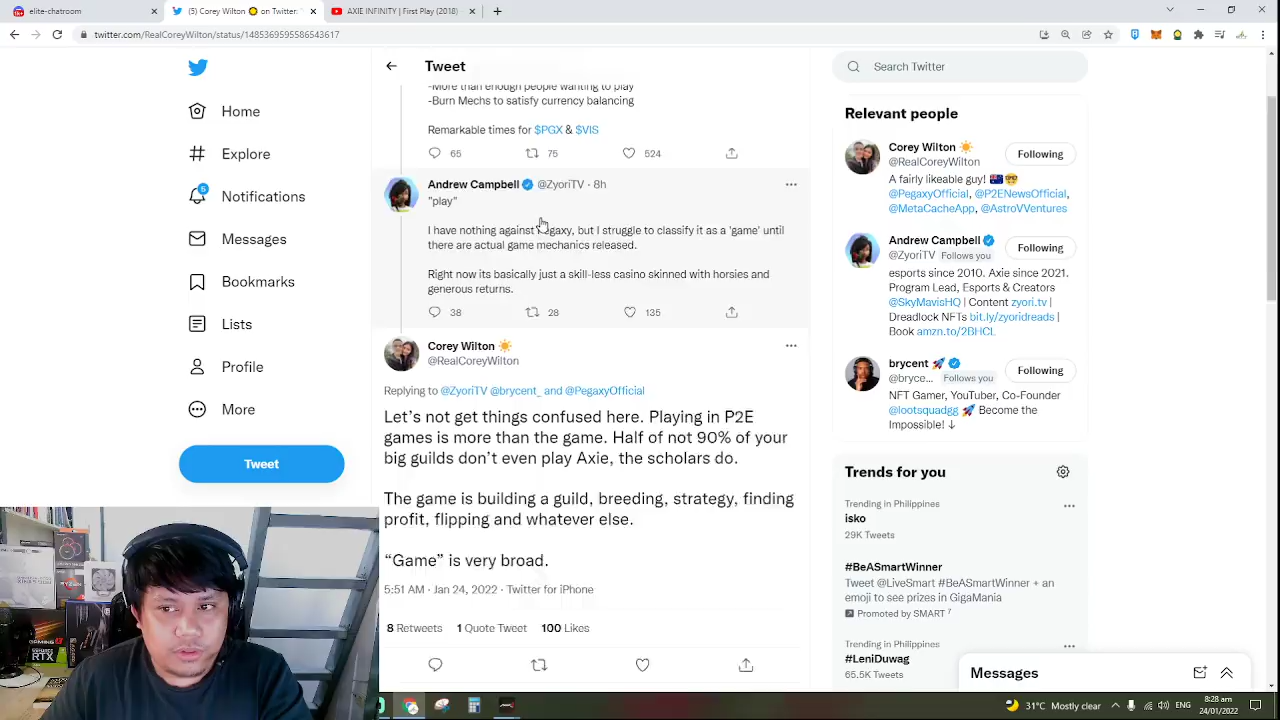 elite-chatroom
(5) Corey Wilton on Twitter: "
AXIE INFINITY | First Play (2018)
twitter.com/RealCoreyWilton/status/1485369595586543617
Home
Explore
5
Notifications
Messages
Bookmarks
Lists
Profile
More
Tweet
Tweet
-More than enough people wanting to play
-Burn Mechs to satisfy currency balancing
Remarkable times for $PGX & $VIS
65 75 524
Andrew Campbell @ZyoriTV · 8h
"play"
I have nothing against Pegaxy, but I struggle to classify it as a 'game' until
there are actual game mechanics released.
Right now its basically just a skill-less casino skinned with horsies and
generous returns.
38 28 135
Corey Wilton
@RealCoreyWilton
Replying to @ZyoriTV @brycent_ and @PegaxyOfficial
Let's not get things confused here. Playing in P2E
games is more than the game. Half of not 90% of your
big guilds don't even play Axie, the scholars do.
The game is building a guild, breeding, strategy, finding
profit, flipping and whatever else.
“Game” is very broad.
5:51 AM · Jan 24, 2022 · Twitter for iPhone
8 Retweets 1 Quote Tweet 100 Likes
Search Twitter
Relevant people
Corey Wilton
@RealCoreyWilton
Following
A fairly likeable guy!
@PegaxyOfficial, @P2ENewsOfficial,
@MetaCacheApp, @AstroVVentures
Andrew Campbell
@ZyoriTV Follows you
Following
esports since 2010. Axie since 2021.
Program Lead, Esports & Creators
@SkyMavisHQ | Content zyori.tv |
Dreadlock NFTs bit.ly/zyoridreads |
Book amzn.to/2BHCL
brycent
@bryce... Follows you
Following
NFT Gamer, YouTuber, Co-Founder
@lootsquadgg Become the
Impossible! ↓
Trends for you
Trending in Philippines
isko
29K Tweets
#BeASmartWinner
Tweet @LiveSmart #BeASmartWinner + an
emoji to see prizes in GigaMania
Promoted by SMART
Trending in Philippines
#LeniDuwag
65.5K Tweets
Messages
RTX
31°C Mostly clear
ENG
8:28 pm
24/01/2022